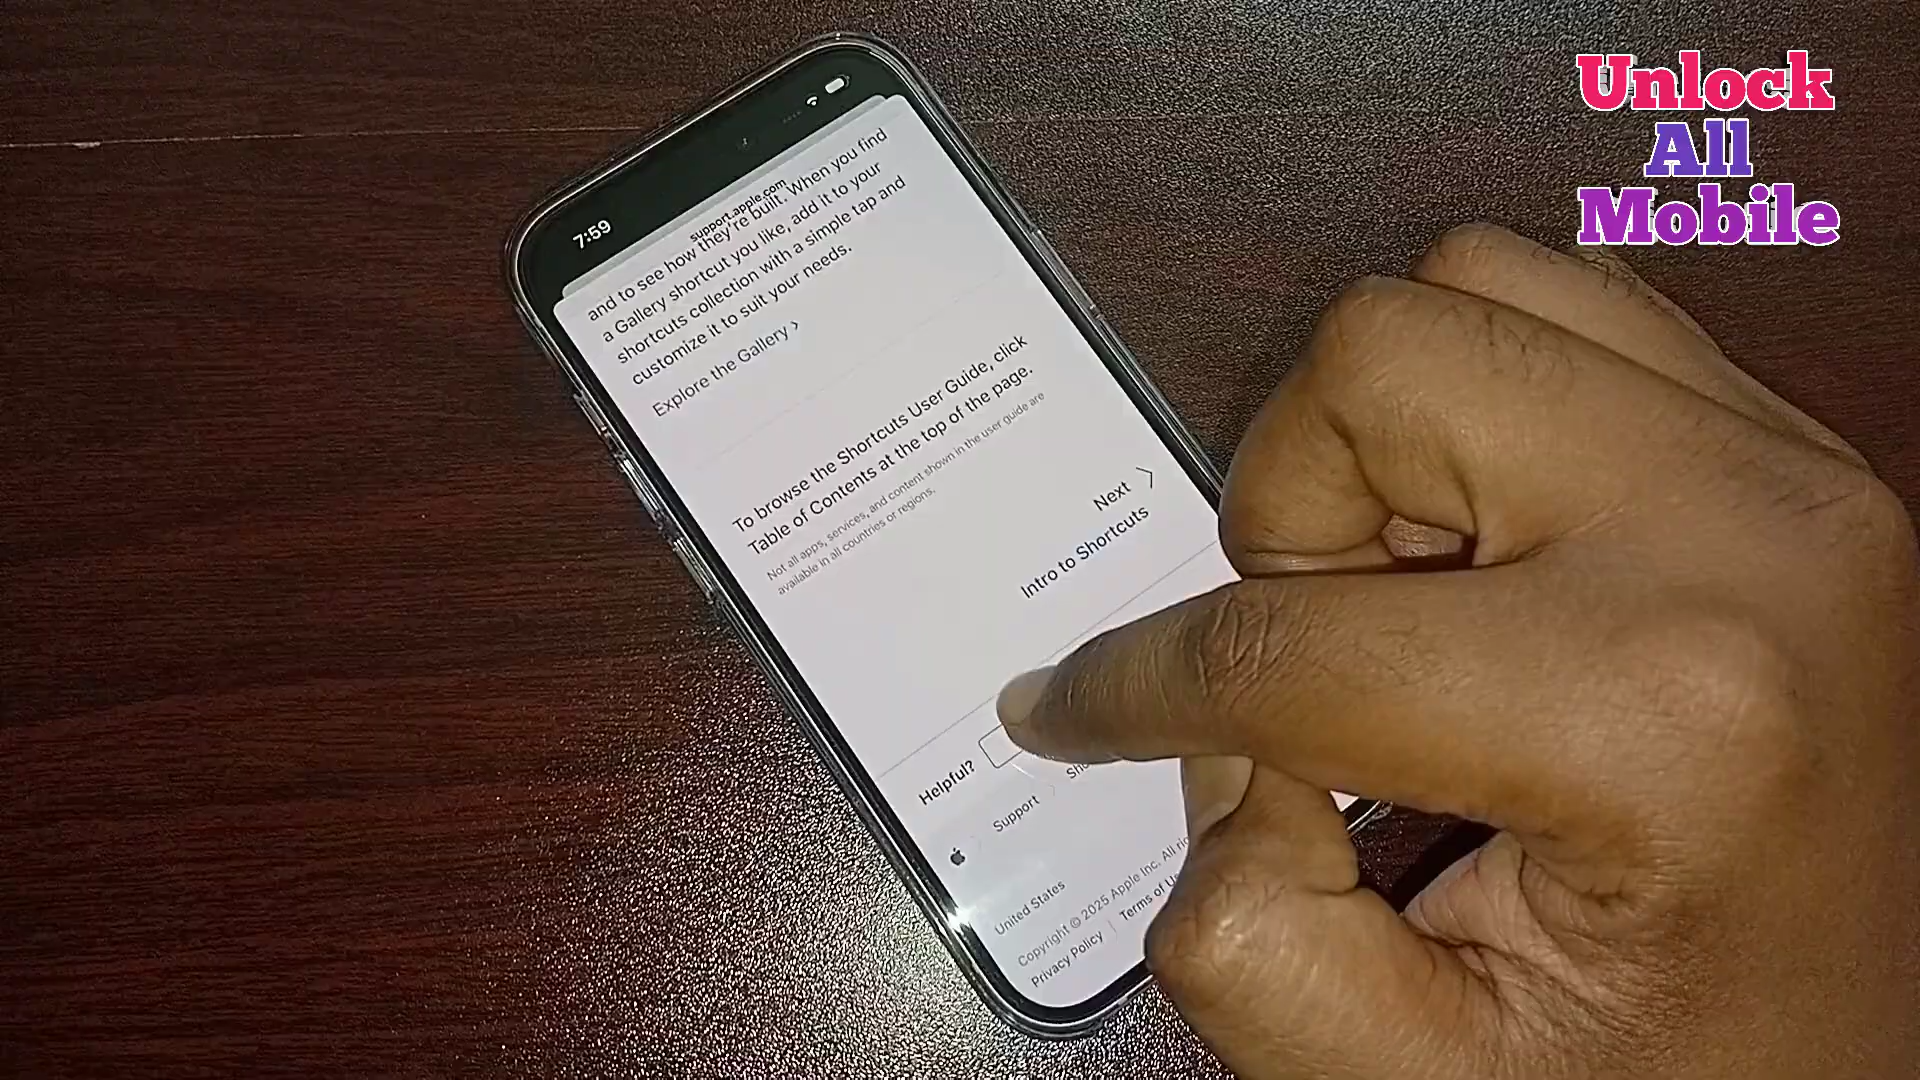 Unlock
All
Mobile
7:59
support.apple.com
and to see how they're built. When you find
a Gallery shortcut you like, add it to your
shortcuts collection with a simple tap and
customize it to suit your needs.
Explore the Gallery >
To browse the Shortcuts User Guide, click
Table of Contents at the top of the page.
Not all apps, services, and content shown in the user guide are
available in all countries or regions.
Next >
Intro to Shortcuts
Helpful?
Support
United States
Copyright © 2025 Apple Inc. All
Privacy Policy | Terms of